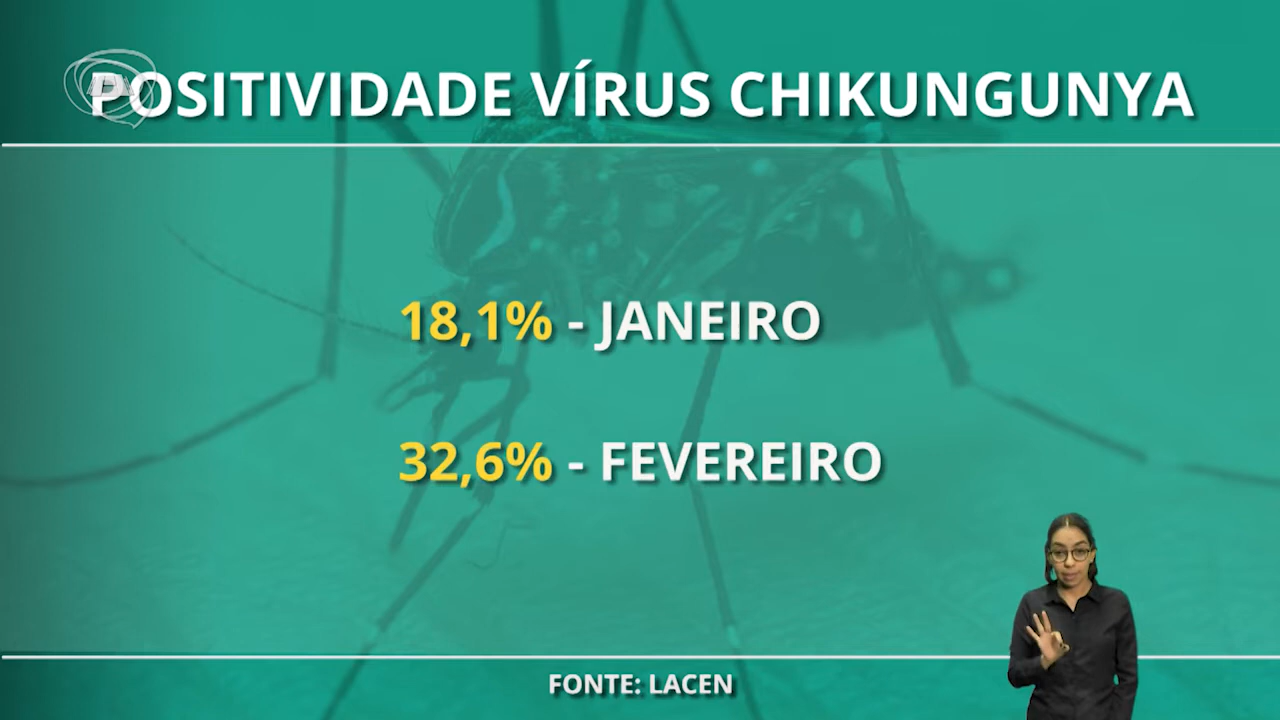 POSITIVIDADE VÍRUS CHIKUNGUNYA
18,1% - JANEIRO
32,6% - FEVEREIRO
FONTE: LACEN